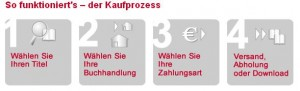 So funktioniert's – der Kaufprozess
1
Wählen Sie
Ihren Titel
2
Wählen Sie
Ihre
Buchhandlung
3
€
Wählen Sie
Ihre
Zahlungsart
4
Versand,
Abholung
oder Download